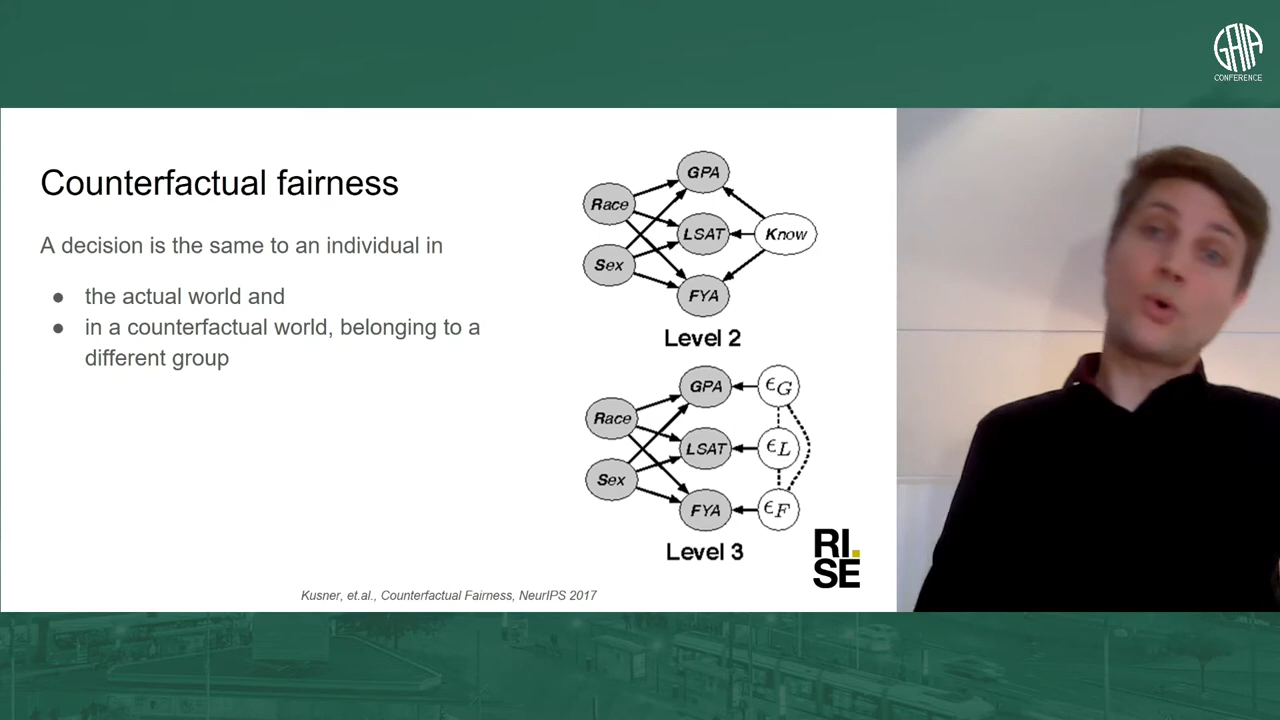 GAIA
CONFERENCE
Counterfactual fairness
A decision is the same to an individual in
● the actual world and
● in a counterfactual world, belonging to a
different group
GPA
Race
LSAT
Know
Sex
FYA
Level 2
GPA
ϵG
Race
LSAT
ϵL
Sex
FYA
ϵF
Level 3
RI.
SE
Kusner, et.al., Counterfactual Fairness, NeurIPS 2017